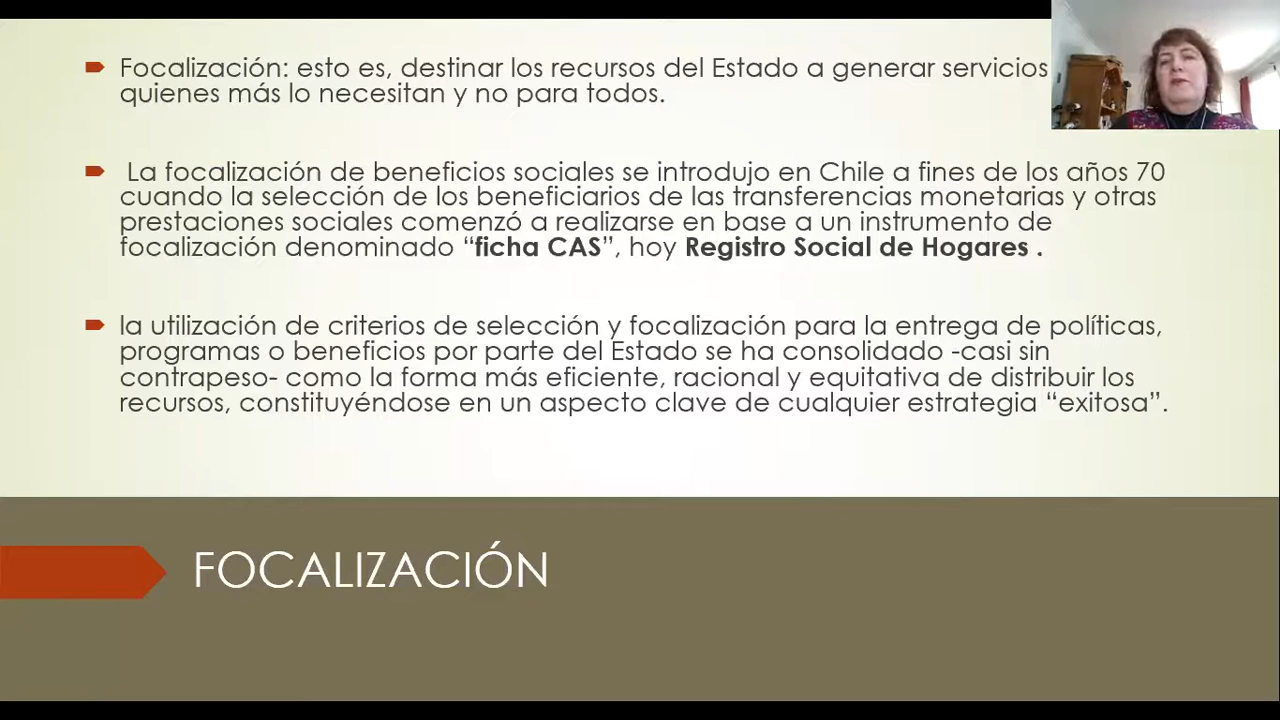 Focalización: esto es, destinar los recursos del Estado a generar servicios
quienes más lo necesitan y no para todos.
La focalización de beneficios sociales se introdujo en Chile a fines de los años 70
cuando la selección de los beneficiarios de las transferencias monetarias y otras
prestaciones sociales comenzó a realizarse en base a un instrumento de
focalización denominado “ficha CAS”, hoy Registro Social de Hogares .
la utilización de criterios de selección y focalización para la entrega de políticas,
programas o beneficios por parte del Estado se ha consolidado -casi sin
contrapeso- como la forma más eficiente, racional y equitativa de distribuir los
recursos, constituyéndose en un aspecto clave de cualquier estrategia “exitosa”.
FOCALIZACIÓN